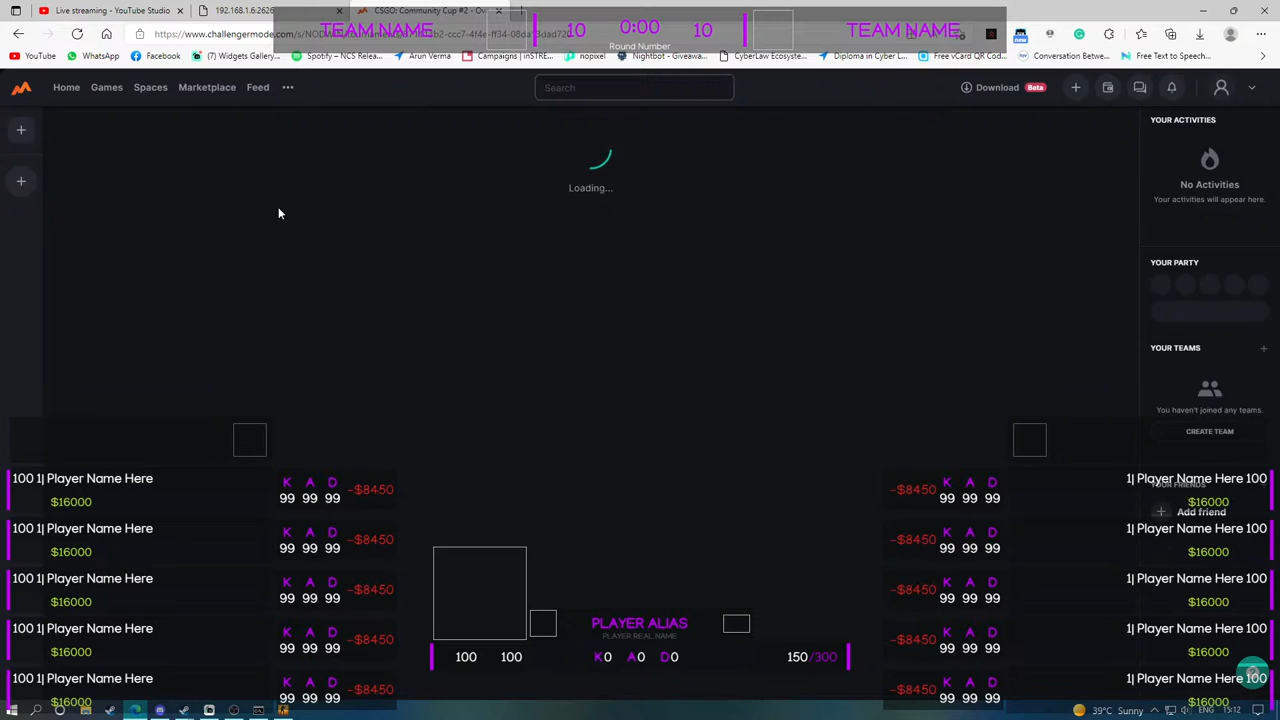 Live streaming - YouTube Studio
192.168.1.6:2626
CSGO: Community Cup #2 - Ov
TEAM NAME 10 0:00 10 TEAM NAME
Round Number
https://www.challengermode.com/s/NODW
YouTube WhatsApp Facebook (7) Widgets Gallery... Spotify – NCS Relea... Arun Verma Campaigns | inSTRE... nopixel Nightbot - Giveawa... CyberLaw Ecosyste... Diploma in Cyber L... Free vCard QR Cod... Conversation Betwe... Free Text to Speech...
new
Home Games Spaces Marketplace Feed ••• Search Download Beta
YOUR ACTIVITIES
No Activities
Your activities will appear here.
Loading...
YOUR PARTY
YOUR TEAMS
You haven't joined any teams.
CREATE TEAM
Add friend
100 1| Player Name Here K A D
$16000 99 99 99 -$8450
100 1| Player Name Here K A D
$16000 99 99 99 -$8450
100 1| Player Name Here K A D
$16000 99 99 99 -$8450
100 1| Player Name Here K A D
$16000 99 99 99 -$8450
100 1| Player Name Here K A D
$16000 99 99 99 -$8450
PLAYER ALIAS
PLAYER REAL NAME
100 100 K0 A0 D0 150/300
K A D 1| Player Name Here 100
-$8450 99 99 99 $16000
K A D 1| Player Name Here 100
-$8450 99 99 99 $16000
K A D 1| Player Name Here 100
-$8450 99 99 99 $16000
K A D 1| Player Name Here 100
-$8450 99 99 99 $16000
K A D 1| Player Name Here 100
-$8450 99 99 99 $16000
39°C Sunny ENG 15:12